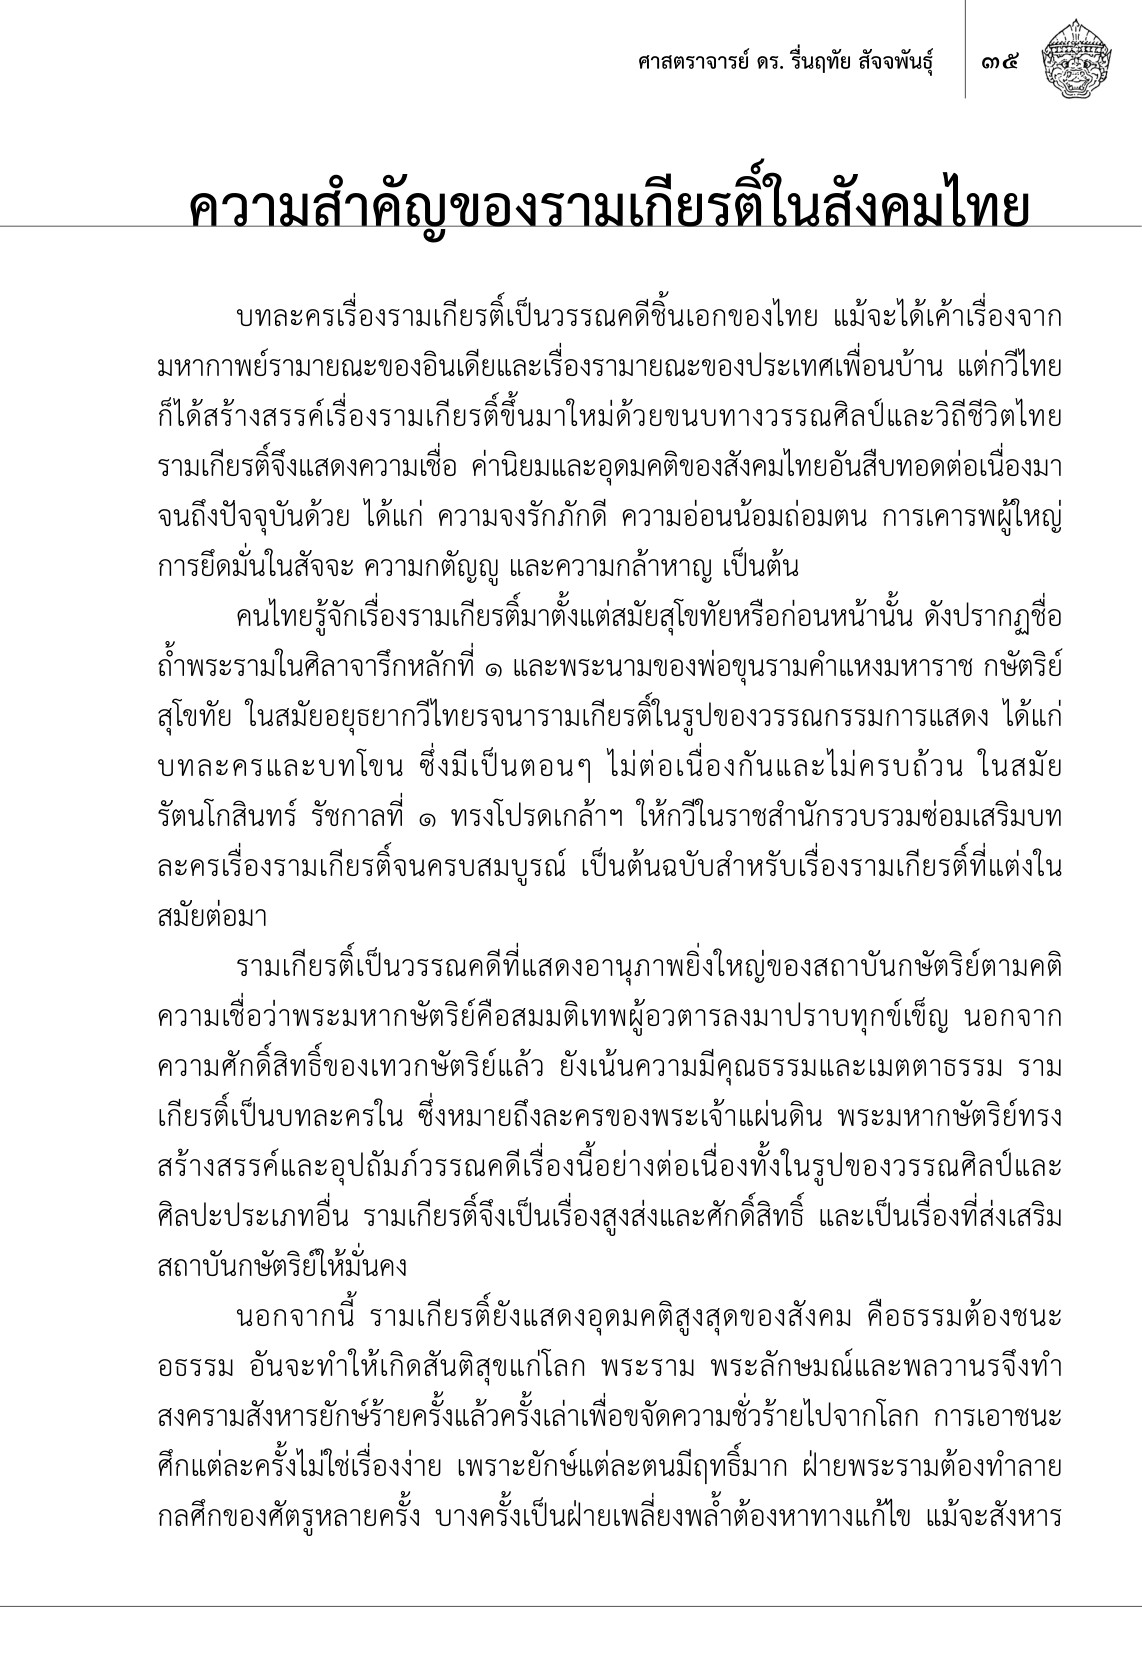 ศาสตราจารย์ ดร. รื่นฤทัย สัจจพันธุ์
๓๕
ความสำคัญของรามเกียรติ์ในสังคมไทย
บทละครเรื่องรามเกียรติ์เป็นวรรณคดีชิ้นเอกของไทย แม้จะได้เค้าเรื่องจาก
มหากาพย์รามายณะของอินเดียและเรื่องรามายณะของประเทศเพื่อนบ้าน แต่กวีไทย
ก็ได้สร้างสรรค์เรื่องรามเกียรติ์ขึ้นมาใหม่ด้วยขนบทางวรรณศิลป์และวิถีชีวิตไทย
รามเกียรติ์จึงแสดงความเชื่อ ค่านิยมและอุดมคติของสังคมไทยอันสืบทอดต่อเนื่องมา
จนถึงปัจจุบันด้วย ได้แก่ ความจงรักภักดี ความอ่อนน้อมถ่อมตน การเคารพผู้ใหญ่
การยึดมั่นในสัจจะ ความกตัญญู และความกล้าหาญ เป็นต้น
คนไทยรู้จักเรื่องรามเกียรติ์มาตั้งแต่สมัยสุโขทัยหรือก่อนหน้านั้น ดังปรากฏชื่อ
ถ้ำพระรามในศิลาจารึกหลักที่ ๑ และพระนามของพ่อขุนรามคำแหงมหาราช กษัตริย์
สุโขทัย ในสมัยอยุธยากวีไทยรจนารามเกียรติ์ในรูปของวรรณกรรมการแสดง ได้แก่
บทละครและบทโขน ซึ่งมีเป็นตอนๆ ไม่ต่อเนื่องกันและไม่ครบถ้วน ในสมัย
รัตนโกสินทร์ รัชกาลที่ ๑ ทรงโปรดเกล้าฯ ให้กวีในราชสำนักรวบรวมซ่อมเสริมบท
ละครเรื่องรามเกียรติ์จนครบสมบูรณ์ เป็นต้นฉบับสำหรับเรื่องรามเกียรติ์ที่แต่งใน
สมัยต่อมา
รามเกียรติ์เป็นวรรณคดีที่แสดงอานุภาพยิ่งใหญ่ของสถาบันกษัตริย์ตามคติ
ความเชื่อว่าพระมหากษัตริย์คือสมมติเทพผู้อวตารลงมาปราบทุกข์เข็ญ นอกจาก
ความศักดิ์สิทธิ์ของเทวกษัตริย์แล้ว ยังเน้นความมีคุณธรรมและเมตตาธรรม ราม
เกียรติ์เป็นบทละครใน ซึ่งหมายถึงละครของพระเจ้าแผ่นดิน พระมหากษัตริย์ทรง
สร้างสรรค์และอุปถัมภ์วรรณคดีเรื่องนี้อย่างต่อเนื่องทั้งในรูปของวรรณศิลป์และ
ศิลปะประเภทอื่น รามเกียรติ์จึงเป็นเรื่องสูงส่งและศักดิ์สิทธิ์ และเป็นเรื่องที่ส่งเสริม
สถาบันกษัตริย์ให้มั่นคง
นอกจากนี้ รามเกียรติ์ยังแสดงอุดมคติสูงสุดของสังคม คือธรรมต้องชนะ
อธรรม อันจะทำให้เกิดสันติสุขแก่โลก พระราม พระลักษมณ์และพลวานรจึงทำ
สงครามสังหารยักษ์ร้ายครั้งแล้วครั้งเล่าเพื่อขจัดความชั่วร้ายไปจากโลก การเอาชนะ
ศึกแต่ละครั้งไม่ใช่เรื่องง่าย เพราะยักษ์แต่ละตนมีฤทธิ์มาก ฝ่ายพระรามต้องทำลาย
กลศึกของศัตรูหลายครั้ง บางครั้งเป็นฝ่ายเพลี่ยงพล้ำต้องหาทางแก้ไข แม้จะสังหาร